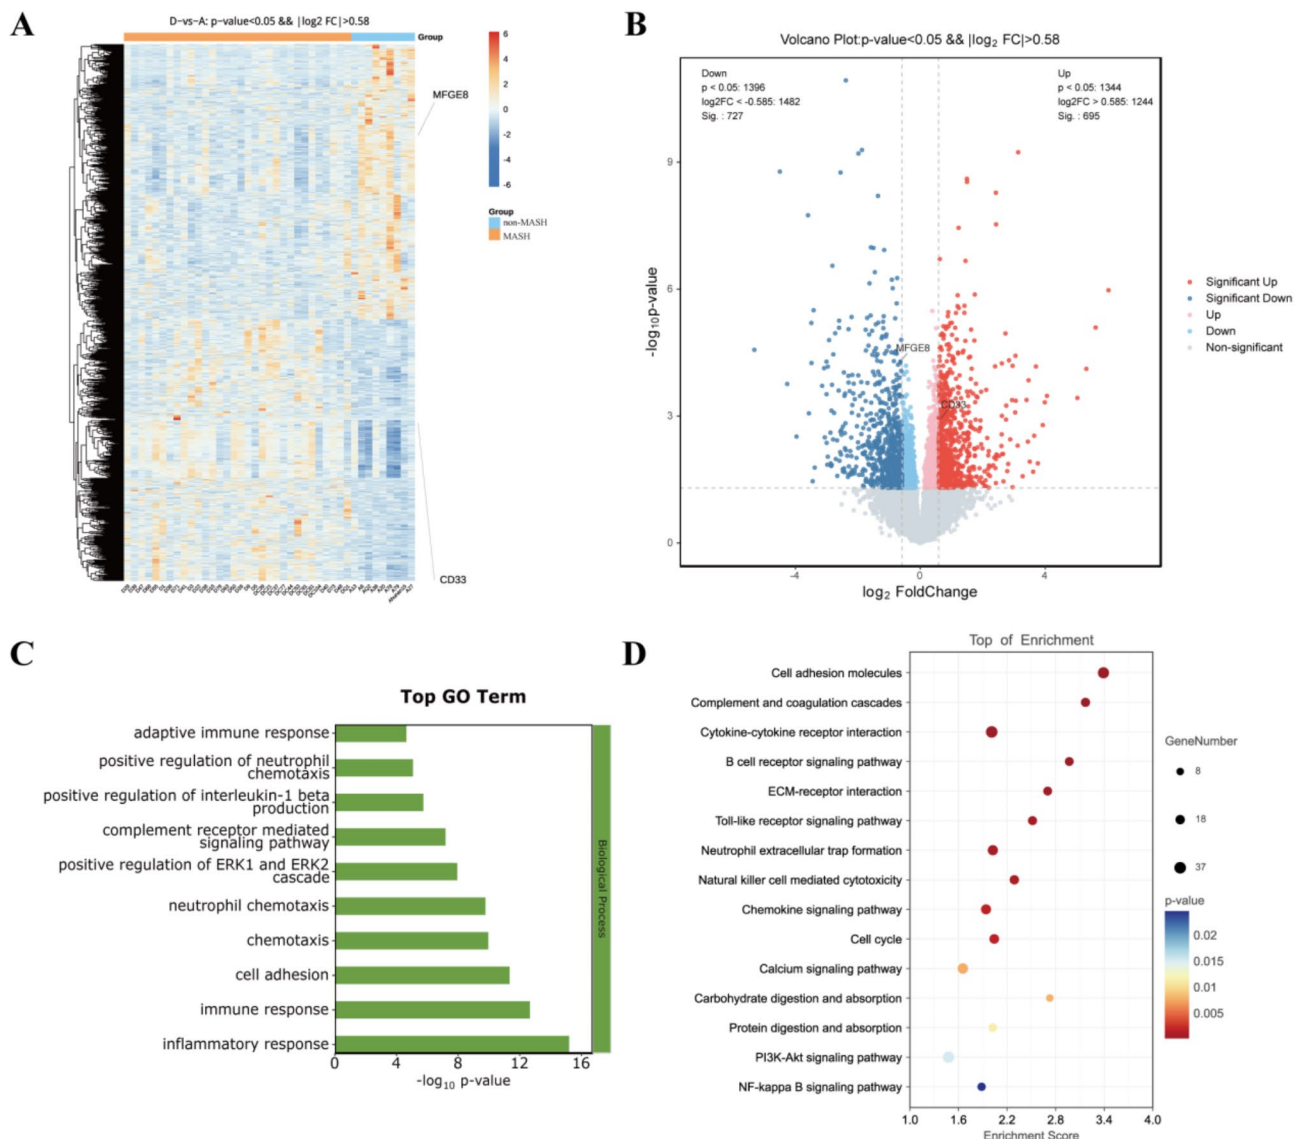 A
D-vs-A: p-value<0.05 && |log2 FC|>0.58
Group
6
4
2
0
-2
-4
-6
MFGE8
Group
non-MASH
MASH
CD33
B
Volcano Plot:p-value<0.05 && |log₂ FC|>0.58
Down
p < 0.05: 1396
log2FC < -0.585: 1482
Sig. : 727
Up
p < 0.05: 1344
log2FC > 0.585: 1244
Sig. : 695
-log₁₀p-value
9
6
3
0
MFGE8
CD33
-4
0
4
log₂ FoldChange
Significant Up
Significant Down
Up
Down
Non-significant
C
Top GO Term
adaptive immune response
positive regulation of neutrophil
chemotaxis
positive regulation of interleukin-1 beta
production
complement receptor mediated
signaling pathway
positive regulation of ERK1 and ERK2
cascade
neutrophil chemotaxis
chemotaxis
cell adhesion
immune response
inflammatory response
Biological Process
0 4 8 12 16
-log₁₀ p-value
D
Top of Enrichment
Cell adhesion molecules
Complement and coagulation cascades
Cytokine-cytokine receptor interaction
B cell receptor signaling pathway
ECM-receptor interaction
Toll-like receptor signaling pathway
Neutrophil extracellular trap formation
Natural killer cell mediated cytotoxicity
Chemokine signaling pathway
Cell cycle
Calcium signaling pathway
Carbohydrate digestion and absorption
Protein digestion and absorption
PI3K-Akt signaling pathway
NF-kappa B signaling pathway
1.0 1.6 2.2 2.8 3.4 4.0
Enrichment Score
GeneNumber
8
18
37
p-value
0.02
0.015
0.01
0.005